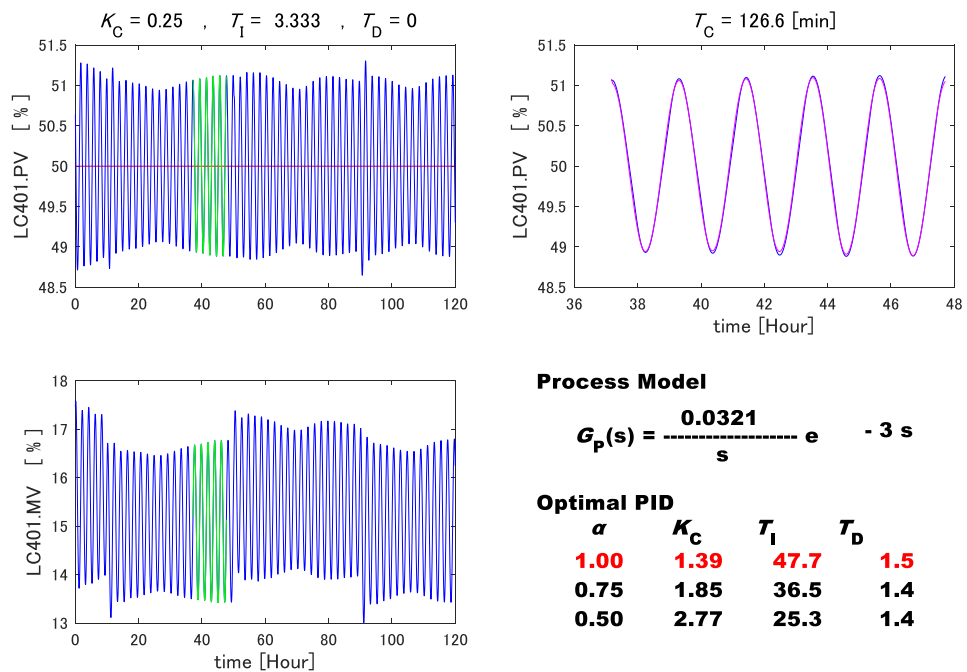 K_C = 0.25 , T_I = 3.333 , T_D = 0
51.5
51
50.5
50
49.5
49
48.5
LC401.PV [ % ]
0 20 40 60 80 100 120
T_C = 126.6 [min]
51.5
51
50.5
50
49.5
49
48.5
LC401.PV [ % ]
36 38 40 42 44 46 48
time [Hour]
18
17
16
15
14
13
LC401.MV [ % ]
0 20 40 60 80 100 120
time [Hour]
Process Model
0.0321
G_P(s) = -------------------- e - 3 s
s
Optimal PID
α K_C T_I T_D
1.00 1.39 47.7 1.5
0.75 1.85 36.5 1.4
0.50 2.77 25.3 1.4